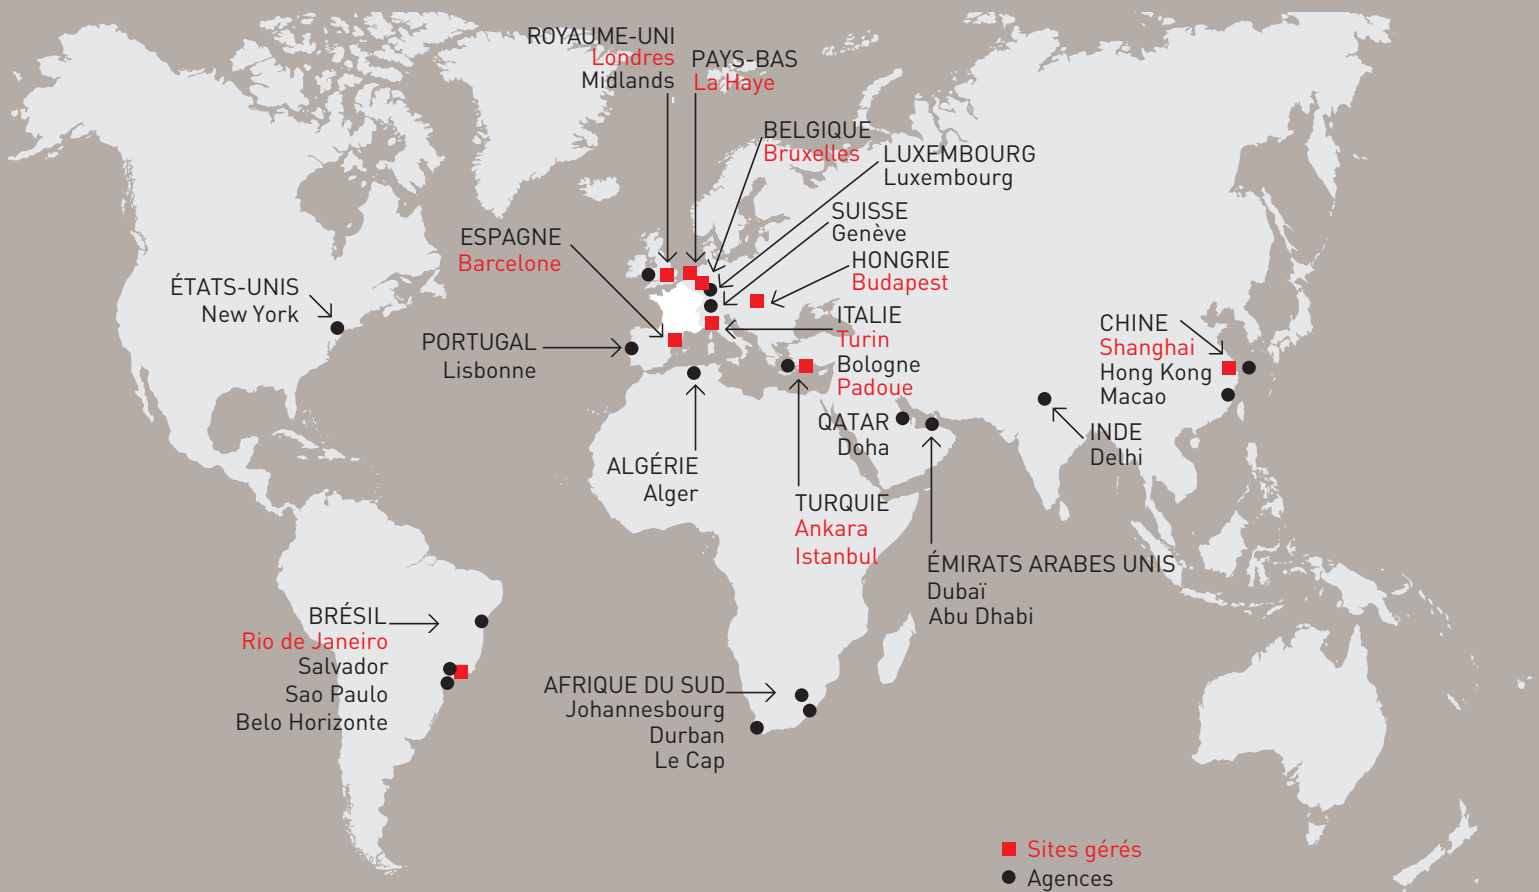 ROYAUME-UNI
Londres
Midlands
PAYS-BAS
La Haye
BELGIQUE
Bruxelles
LUXEMBOURG
Luxembourg
SUISSE
Genève
ESPAGNE
Barcelone
HONGRIE
Budapest
ÉTATS-UNIS
New York
PORTUGAL
Lisbonne
ITALIE
Turin
Bologne
Padoue
CHINE
Shanghai
Hong Kong
Macao
QATAR
Doha
INDE
Delhi
ALGÉRIE
Alger
TURQUIE
Ankara
Istanbul
ÉMIRATS ARABES UNIS
Dubaï
Abu Dhabi
BRÉSIL
Rio de Janeiro
Salvador
Sao Paulo
Belo Horizonte
AFRIQUE DU SUD
Johannesbourg
Durban
Le Cap
Sites gérés
Agences